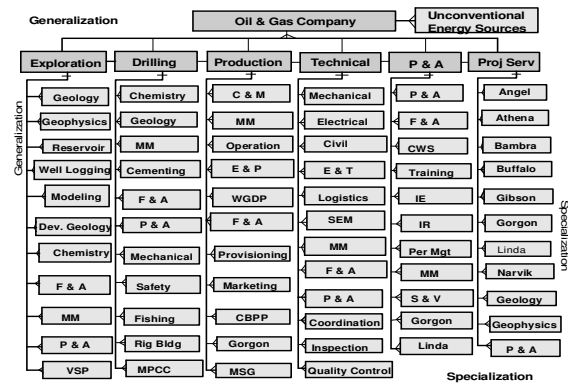 Generalization
Oil & Gas Company
Unconventional
Energy Sources
Exploration
Drilling
Production
Technical
P & A
Proj Serv
Generalization
Geology
Geophysics
Reservoir
Well Logging
Modeling
Dev. Geology
Chemistry
F & A
MM
P & A
VSP
Chemistry
Geology
MM
Cementing
F & A
P & A
Mechanical
Safety
Fishing
Rig Bldg
MPCC
C & M
MM
Operation
E & P
WGDP
F & A
Provisioning
Marketing
CBPP
Gorgon
MSG
Mechanical
Electrical
Civil
E & T
Logistics
SEM
MM
F & A
P & A
Coordination
Inspection
Quality Control
P & A
F & A
CWS
Training
IE
IR
Per Mgt
MM
S & V
Gorgon
Linda
Angel
Athena
Bambra
Buffalo
Gibson
Gorgon
Linda
Narvik
Geology
Geophysics
P & A
Specialization
Specialization